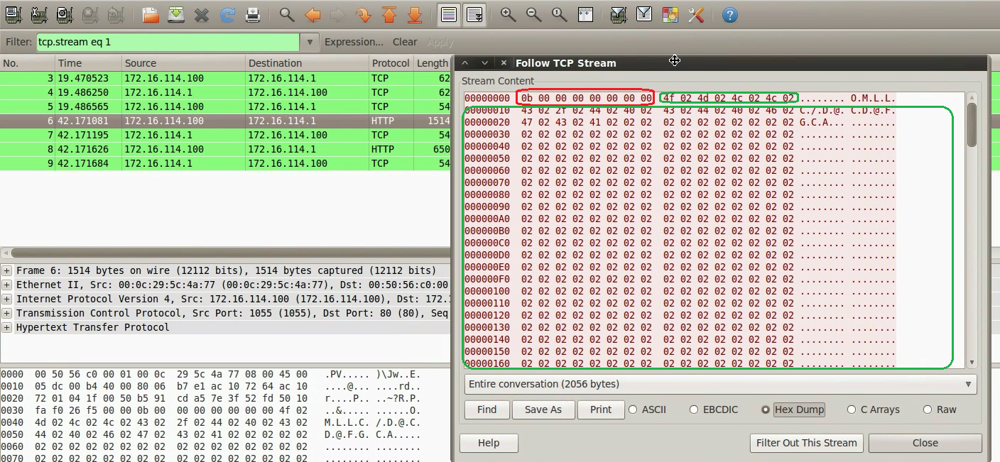 Filter: tcp.stream eq 1 Expression... Clear Apply
No. Time Source Destination Protocol Length
3 19.470523 172.16.114.100 172.16.114.1 TCP 62
4 19.486250 172.16.114.1 172.16.114.100 TCP 62
5 19.486565 172.16.114.100 172.16.114.1 TCP 54
6 42.171081 172.16.114.100 172.16.114.1 HTTP 1514
7 42.171195 172.16.114.1 172.16.114.100 TCP 54
8 42.171626 172.16.114.100 172.16.114.1 HTTP 650
9 42.171684 172.16.114.1 172.16.114.100 TCP 54
Frame 6: 1514 bytes on wire (12112 bits), 1514 bytes captured (12112 bits)
Ethernet II, Src: 00:0c:29:5c:4a:77 (00:0c:29:5c:4a:77), Dst: 00:50:56:c0:00
Internet Protocol Version 4, Src: 172.16.114.100 (172.16.114.100), Dst: 172.1
Transmission Control Protocol, Src Port: 1055 (1055), Dst Port: 80 (80), Seq
Hypertext Transfer Protocol
0000 00 50 56 c0 00 01 00 0c 29 5c 4a 77 08 00 45 00 .PV..... )\Jw..E.
0010 05 dc 00 b4 40 00 80 06 b7 e1 ac 10 72 64 ac 10 ....@... ....rd..
0020 72 01 04 1f 00 50 b5 91 cd a5 7e 3f 52 fd 50 10 r....P.. ..~?R.P.
0030 fa f0 26 f5 00 00 0b 00 00 00 00 00 00 00 4f 02 ..&..... ......O.
0040 4d 02 4c 02 4c 02 43 02 2f 02 44 02 40 02 43 02 M.L.L.C. /.D.@.C.
0050 44 02 40 02 46 02 47 02 43 02 41 02 02 02 02 02 D.@.F.G. C.A.....
0060 02 02 02 02 02 02 02 02 02 02 02 02 02 02 02 02 ........ ........
0070 02 02 02 02 02 02 02 02 02 02 02 02 02 02 02 02 ........ ........
Follow TCP Stream
Stream Content
00000000 0b 00 00 00 00 00 00 00 4f 02 4d 02 4c 02 4c 02 ........ O.M.L.L.
00000010 43 02 2f 02 44 02 40 02 43 02 44 02 40 02 46 02 C./.D.@. C.D.@.F.
00000020 47 02 43 02 41 02 02 02 02 02 02 02 02 02 02 02 G.C.A... ........
00000030 02 02 02 02 02 02 02 02 02 02 02 02 02 02 02 02 ........ ........
00000040 02 02 02 02 02 02 02 02 02 02 02 02 02 02 02 02 ........ ........
00000050 02 02 02 02 02 02 02 02 02 02 02 02 02 02 02 02 ........ ........
00000060 02 02 02 02 02 02 02 02 02 02 02 02 02 02 02 02 ........ ........
00000070 02 02 02 02 02 02 02 02 02 02 02 02 02 02 02 02 ........ ........
00000080 02 02 02 02 02 02 02 02 02 02 02 02 02 02 02 02 ........ ........
00000090 02 02 02 02 02 02 02 02 02 02 02 02 02 02 02 02 ........ ........
000000A0 02 02 02 02 02 02 02 02 02 02 02 02 02 02 02 02 ........ ........
000000B0 02 02 02 02 02 02 02 02 02 02 02 02 02 02 02 02 ........ ........
000000C0 02 02 02 02 02 02 02 02 02 02 02 02 02 02 02 02 ........ ........
000000D0 02 02 02 02 02 02 02 02 02 02 02 02 02 02 02 02 ........ ........
000000E0 02 02 02 02 02 02 02 02 02 02 02 02 02 02 02 02 ........ ........
000000F0 02 02 02 02 02 02 02 02 02 02 02 02 02 02 02 02 ........ ........
00000100 02 02 02 02 02 02 02 02 02 02 02 02 02 02 02 02 ........ ........
00000110 02 02 02 02 02 02 02 02 02 02 02 02 02 02 02 02 ........ ........
00000120 02 02 02 02 02 02 02 02 02 02 02 02 02 02 02 02 ........ ........
00000130 02 02 02 02 02 02 02 02 02 02 02 02 02 02 02 02 ........ ........
00000140 02 02 02 02 02 02 02 02 02 02 02 02 02 02 02 02 ........ ........
00000150 02 02 02 02 02 02 02 02 02 02 02 02 02 02 02 02 ........ ........
00000160 02 02 02 02 02 02 02 02 02 02 02 02 02 02 02 02 ........ ........
Entire conversation (2056 bytes)
Find Save As Print ASCII EBCDIC Hex Dump C Arrays Raw
Help Filter Out This Stream Close